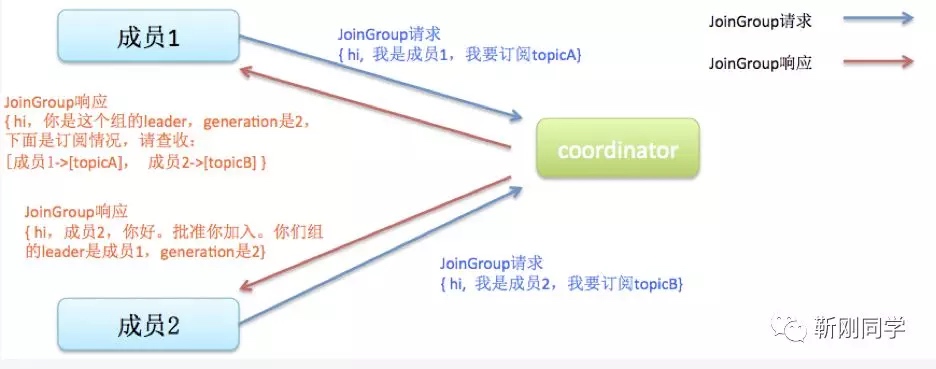 成员1
JoinGroup请求
{ hi, 我是成员1，我要订阅topicA}
JoinGroup请求
JoinGroup响应
JoinGroup响应
{ hi，你是这个组的leader，generation是2，
下面是订阅情况，请查收：
[成员1->[topicA]， 成员2->[topicB] }
coordinator
JoinGroup响应
{ hi，成员2，你好。批准你加入。你们组
的leader是成员1，generation是2}
JoinGroup请求
{ hi, 我是成员2，我要订阅topicB}
成员2
靳刚同学